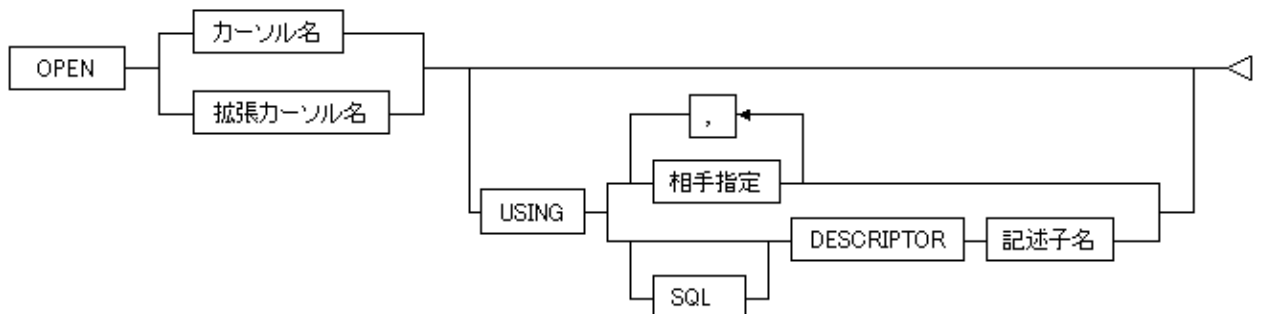 カーソル名
OPEN
拡張カーソル名
,
相手指定
USING
DESCRIPTOR
記述子名
SQL